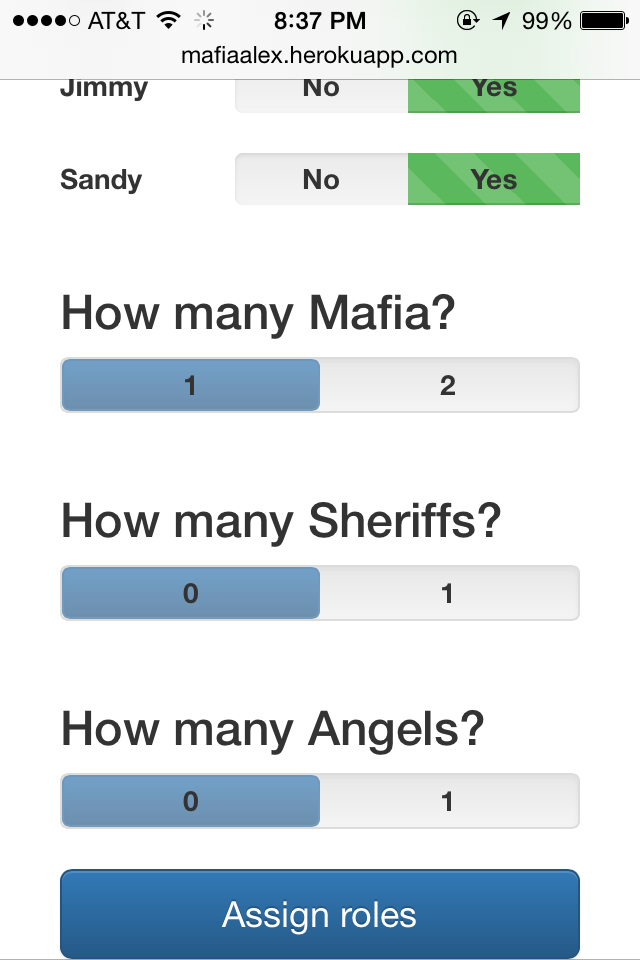 AT&T 8:37 PM 99%
mafiaalex.herokuapp.com
Jimmy No Yes
Sandy No Yes
How many Mafia?
1 2
How many Sheriffs?
0 1
How many Angels?
0 1
Assign roles